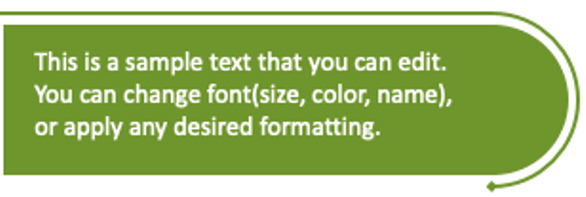 This is a sample text that you can edit.
You can change font(size, color, name),
or apply any desired formatting.